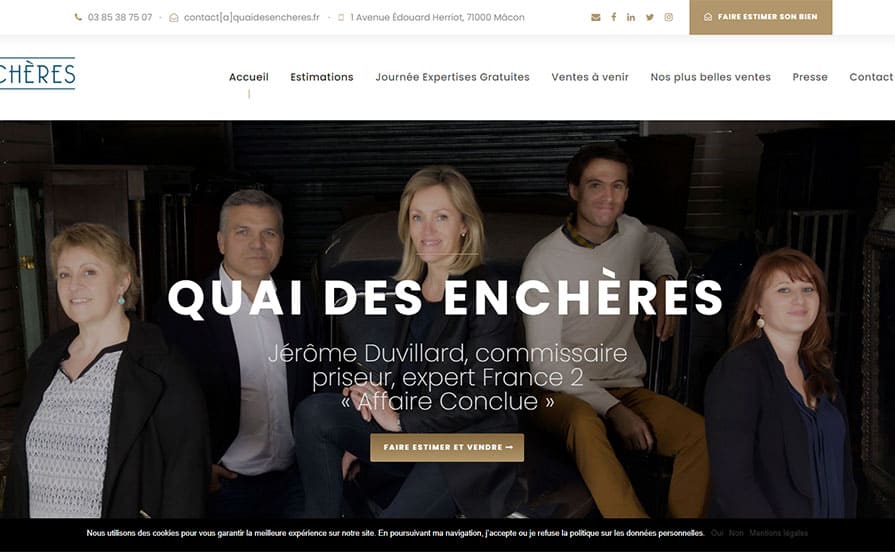 03 85 38 75 07 · contact[a]quaidesencheres.fr · 1 Avenue Édouard Herriot, 71000 Mâcon
FAIRE ESTIMER SON BIEN
CHÈRES
Accueil Estimations Journée Expertises Gratuites Ventes à venir Nos plus belles ventes Presse Contact
QUAI DES ENCHÈRES
Jérôme Duvillard, commissaire
priseur, expert France 2
« Affaire Conclue »
FAIRE ESTIMER ET VENDRE
Nous utilisons des cookies pour vous garantir la meilleure expérience sur notre site. En poursuivant ma navigation, j'accepte ou je refuse la politique sur les données personnelles. Oui Non Mentions légales